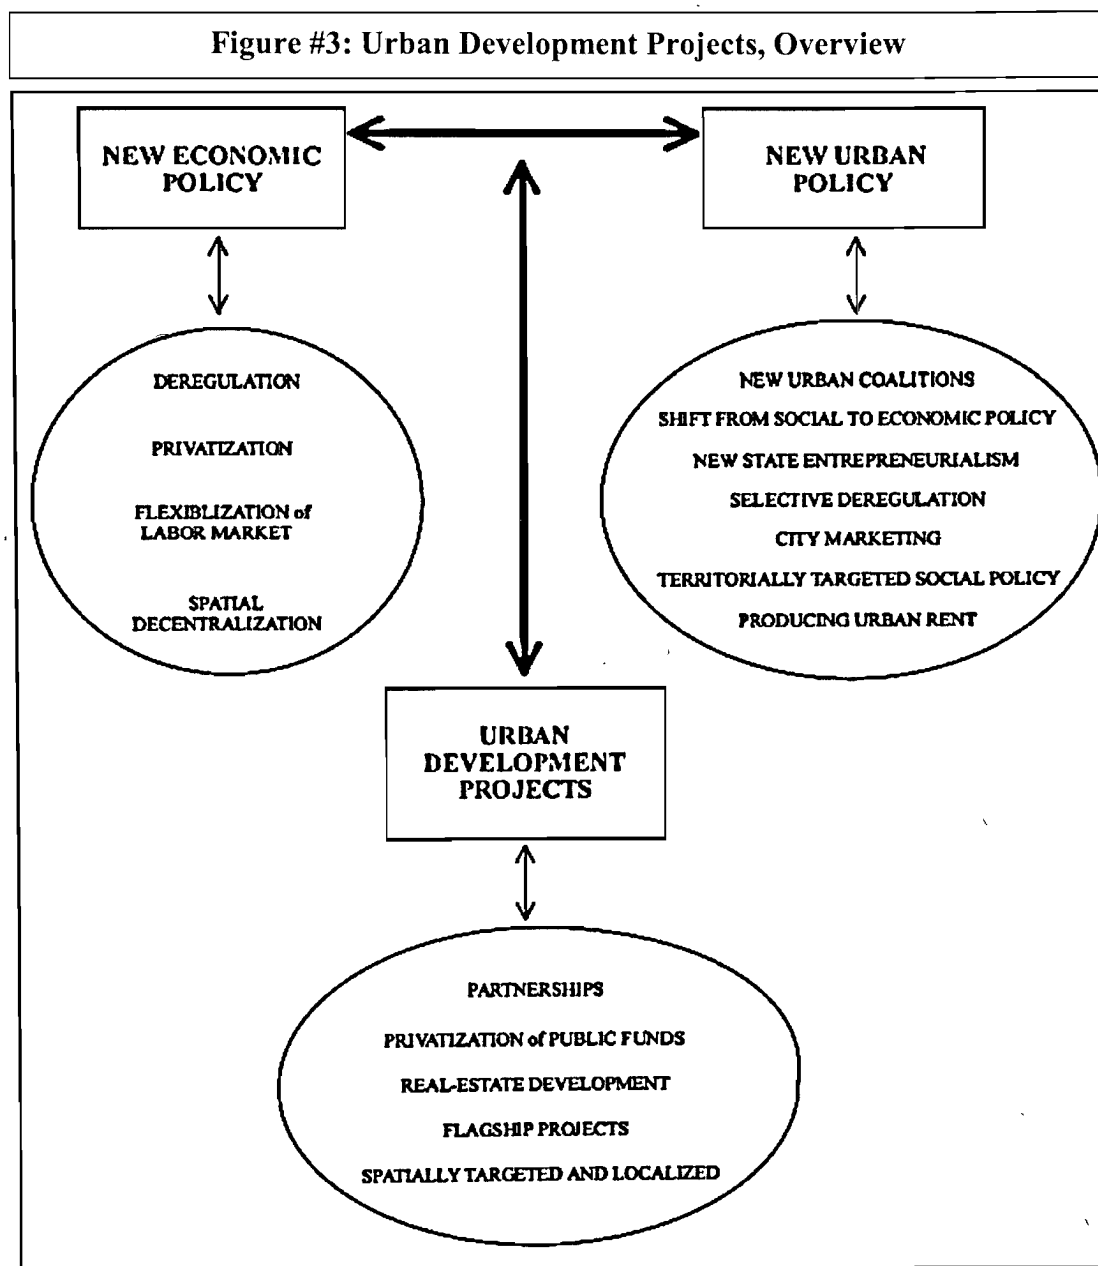 Figure #3: Urban Development Projects, Overview
NEW ECONOMIC
POLICY
NEW URBAN
POLICY
DEREGULATION
PRIVATIZATION
FLEXIBLIZATION of
LABOR MARKET
SPATIAL
DECENTRALIZATION
NEW URBAN COALITIONS
SHIFT FROM SOCIAL TO ECONOMIC POLICY
NEW STATE ENTREPRENEURIALISM
SELECTIVE DEREGULATION
CITY MARKETING
TERRITORIALLY TARGETED SOCIAL POLICY
PRODUCING URBAN RENT
URBAN
DEVELOPMENT
PROJECTS
PARTNERSHIPS
PRIVATIZATION of PUBLIC FUNDS
REAL-ESTATE DEVELOPMENT
FLAGSHIP PROJECTS
SPATIALLY TARGETED AND LOCALIZED